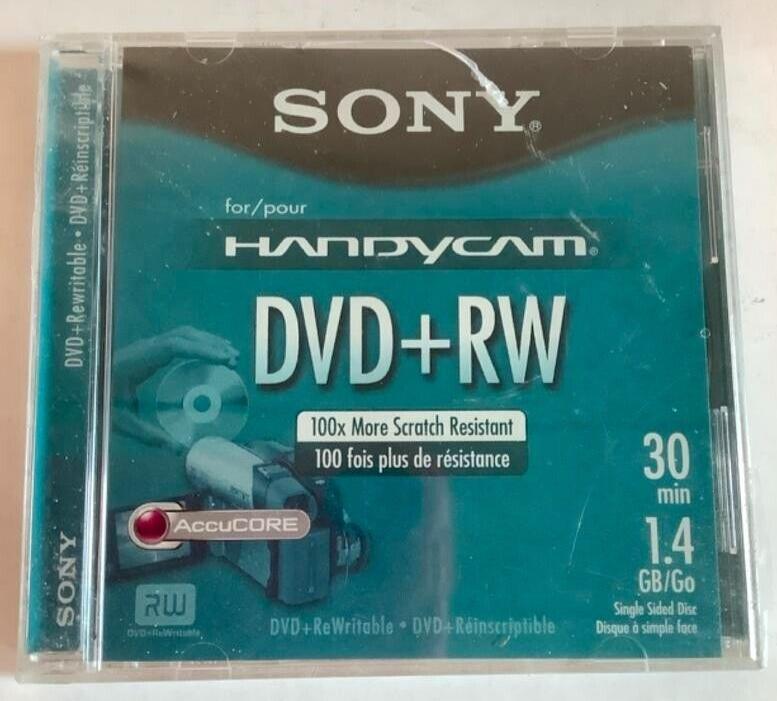 SONY®
for/pour
HANDYCAM®
DVD+RW
100x More Scratch Resistant
100 fois plus de résistance
30
min
1.4
GB/Go
Single Sided Disc
Disque à simple face
AccuCORE
RW
DVD+ReWritable
DVD+ReWritable • DVD+Réinscriptible
SONY
DVD+Rewritable • DVD+Réinscriptible
SONY